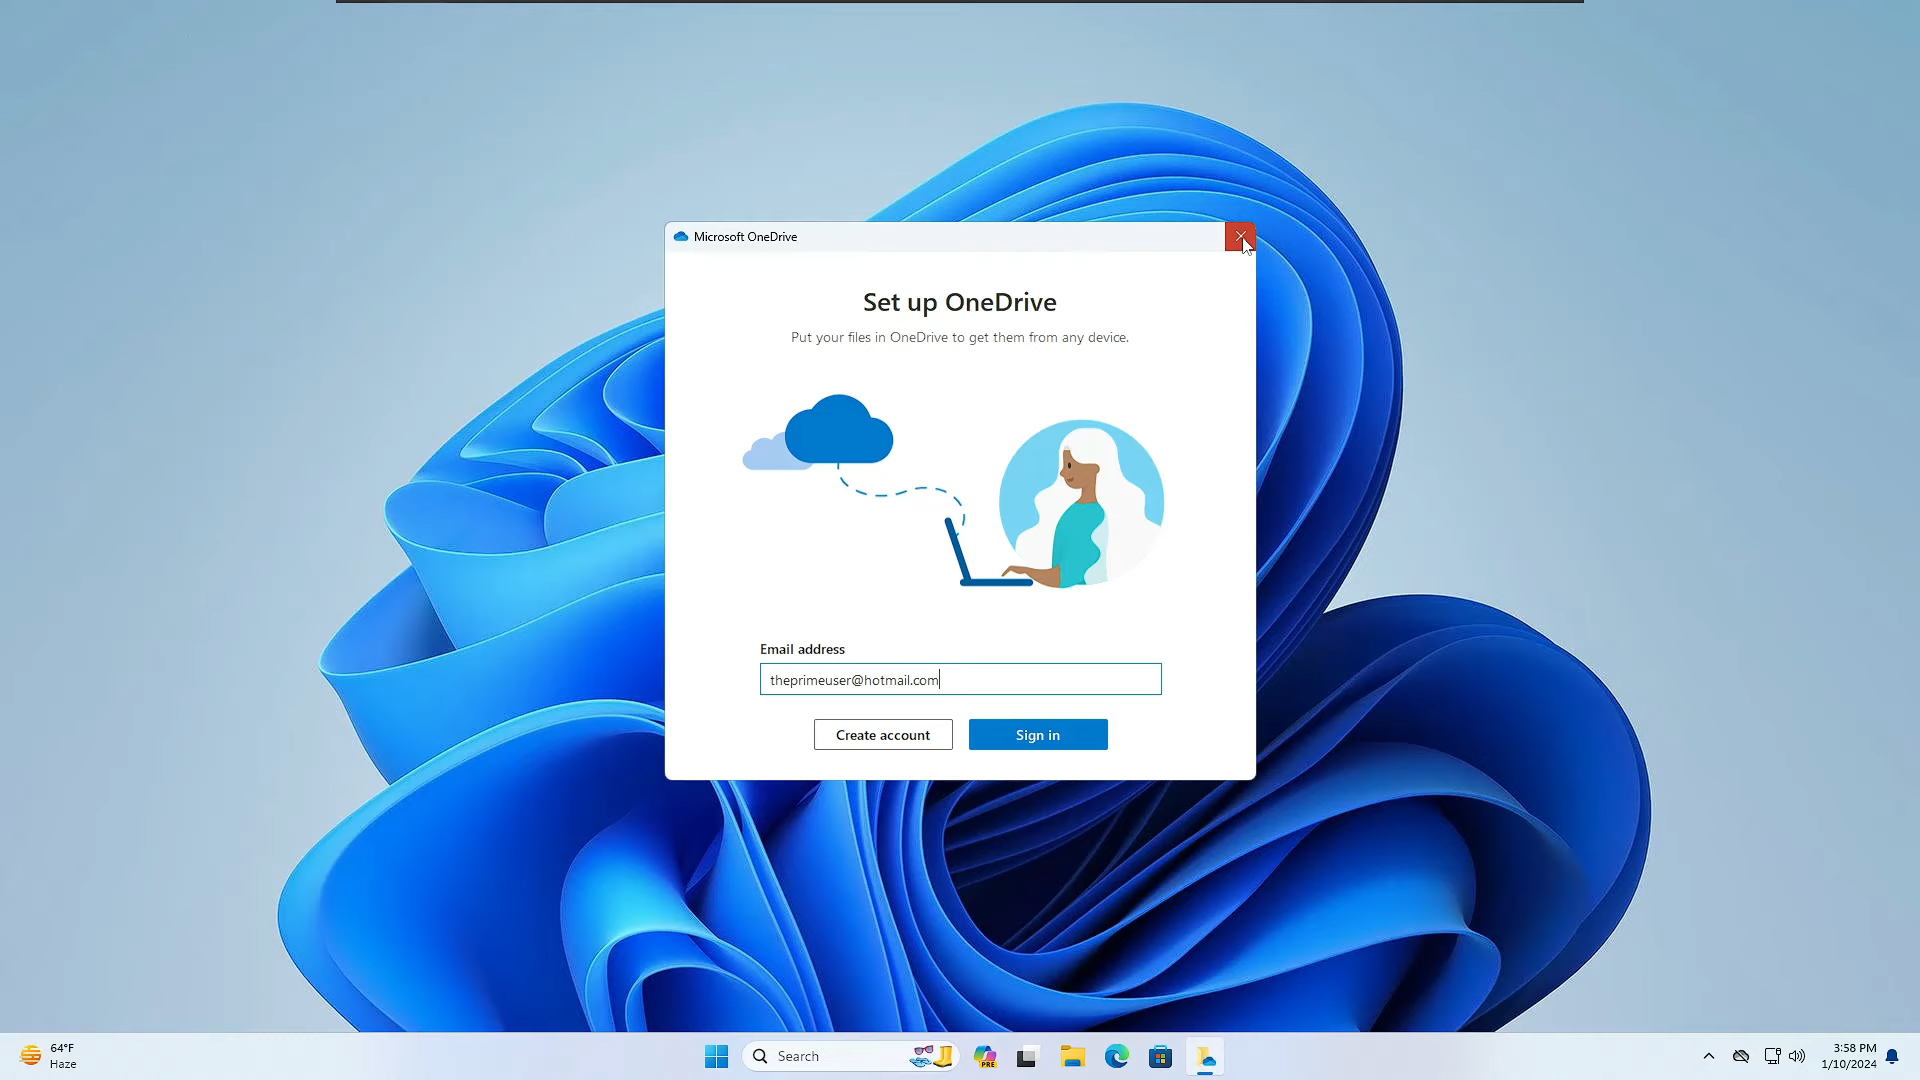 Microsoft OneDrive
Set up OneDrive
Put your files in OneDrive to get them from any device.
Email address
theprimeuser@hotmail.com
Create account
Sign in
64°F
Haze
Search
PRE
3:58 PM
1/10/2024